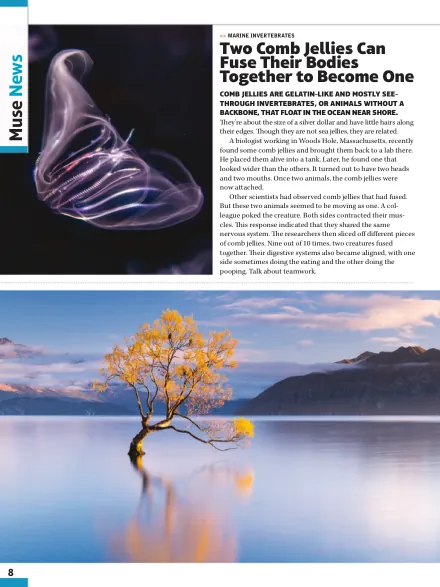 Muse News
>> MARINE INVERTEBRATES
Two Comb Jellies Can
Fuse Their Bodies
Together to Become One
COMB JELLIES ARE GELATIN-LIKE AND MOSTLY SEE-
THROUGH INVERTEBRATES, OR ANIMALS WITHOUT A
BACKBONE, THAT FLOAT IN THE OCEAN NEAR SHORE.
They're about the size of a silver dollar and have little hairs along
their edges. Though they are not sea jellies, they are related.
A biologist working in Woods Hole, Massachusetts, recently
found some comb jellies and brought them back to a lab there.
He placed them alive into a tank. Later, he found one that
looked wider than the others. It turned out to have two heads
and two mouths. Once two animals, the comb jellies were
now attached.
Other scientists had observed comb jellies that had fused.
But these two animals seemed to be moving as one. A col-
league poked the creature. Both sides contracted their mus-
cles. This response indicated that they shared the same
nervous system. The researchers then sliced off different pieces
of comb jellies. Nine out of 10 times, two creatures fused
together. Their digestive systems also became aligned, with one
side sometimes doing the eating and the other doing the
pooping. Talk about teamwork.
8